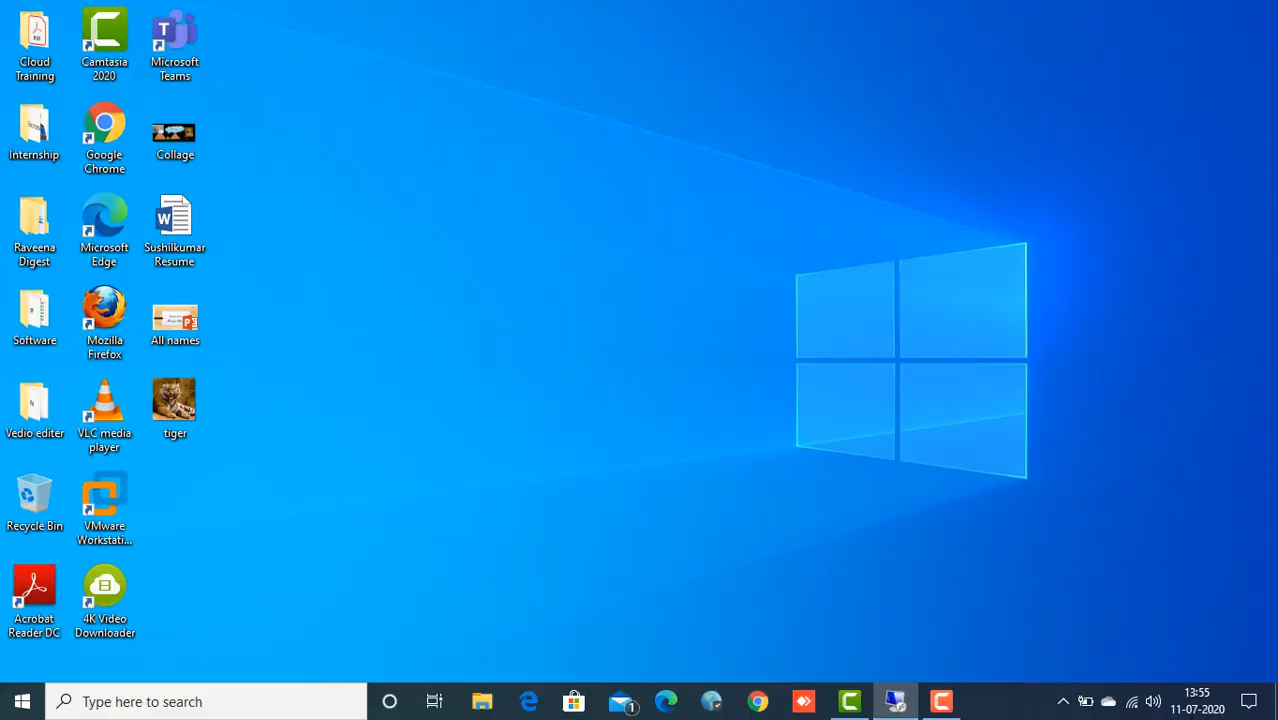 Cloud
Training
Camtasia
2020
Microsoft
Teams
Internship
Google
Chrome
Collage
Raveena
Digest
Microsoft
Edge
Sushilkumar
Resume
Software
Mozilla
Firefox
All names
Vedio editer
VLC media
player
tiger
Recycle Bin
VMware
Workstati...
Acrobat
Reader DC
4K Video
Downloader
Type here to search
1
13:55
11-07-2020